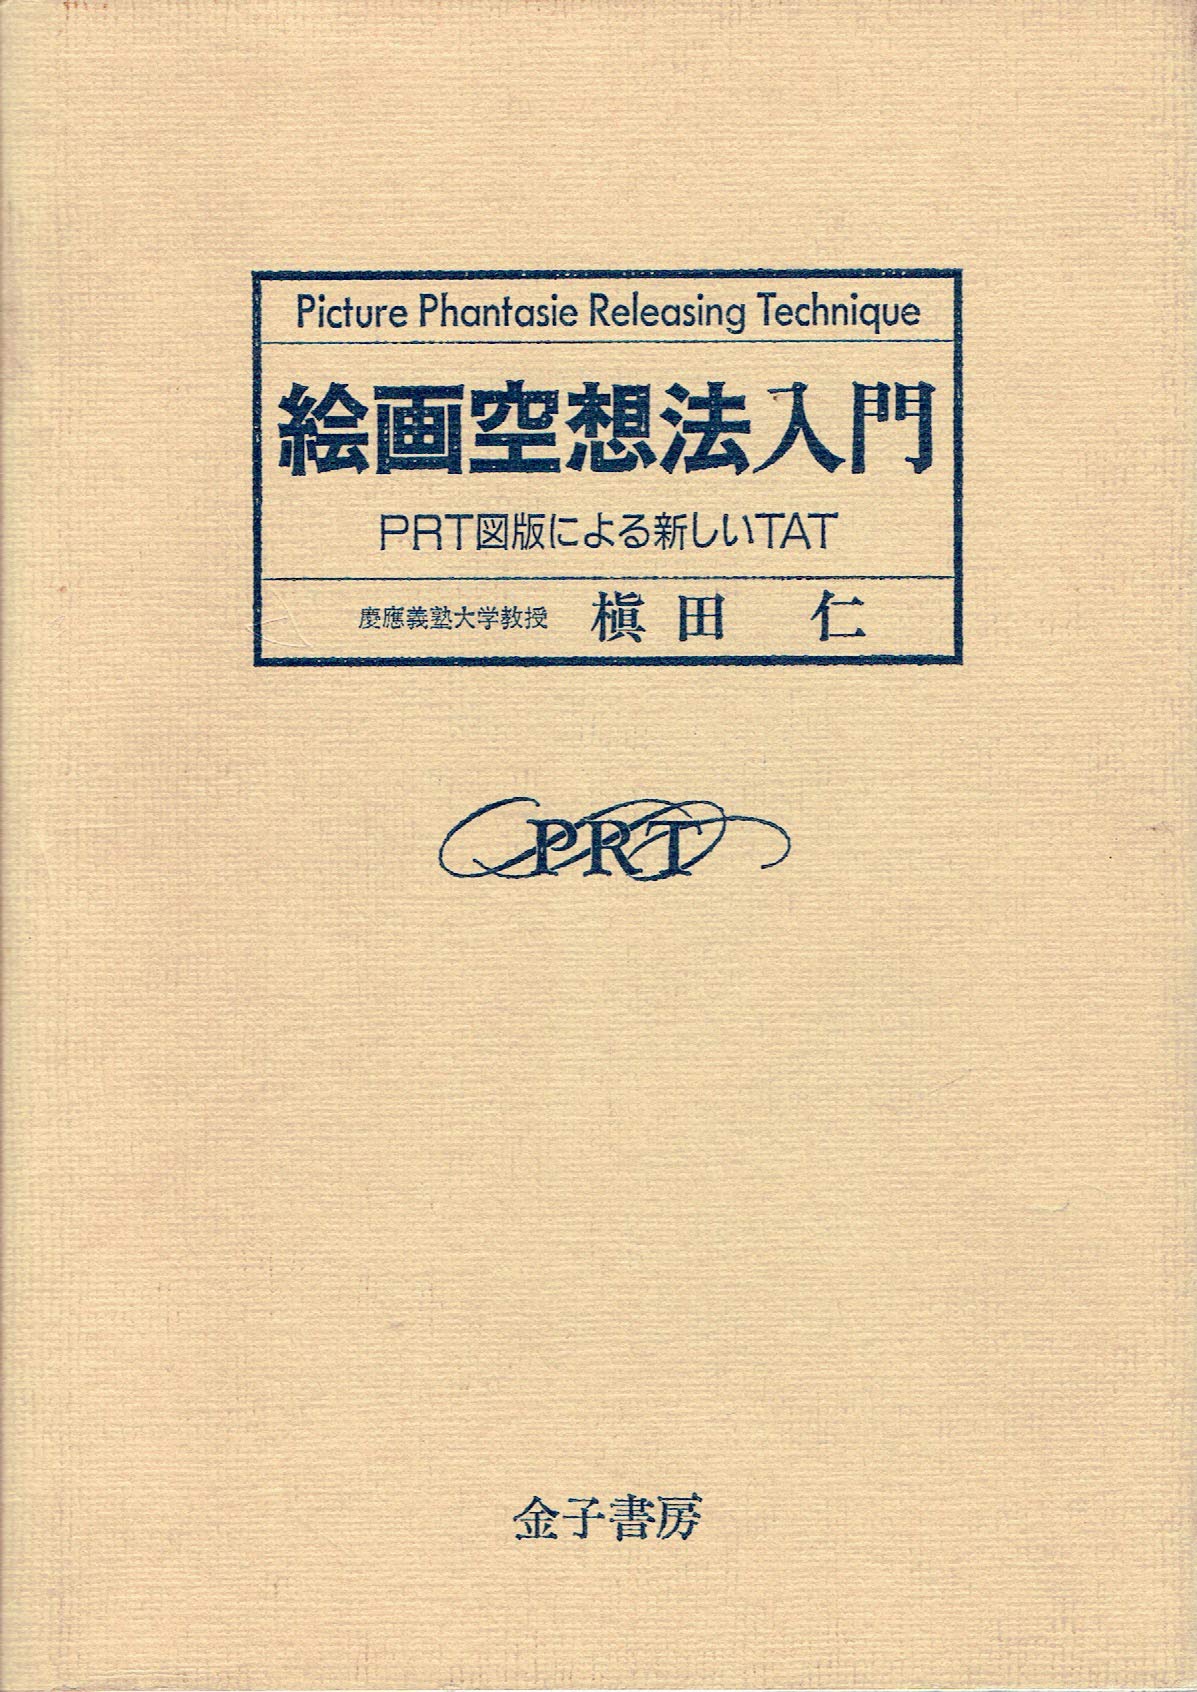 Picture Phantasie Releasing Technique
絵画空想法入門
PRT図版による新しいTAT
慶應義塾大学教授　槇田　仁
PRT
金子書房